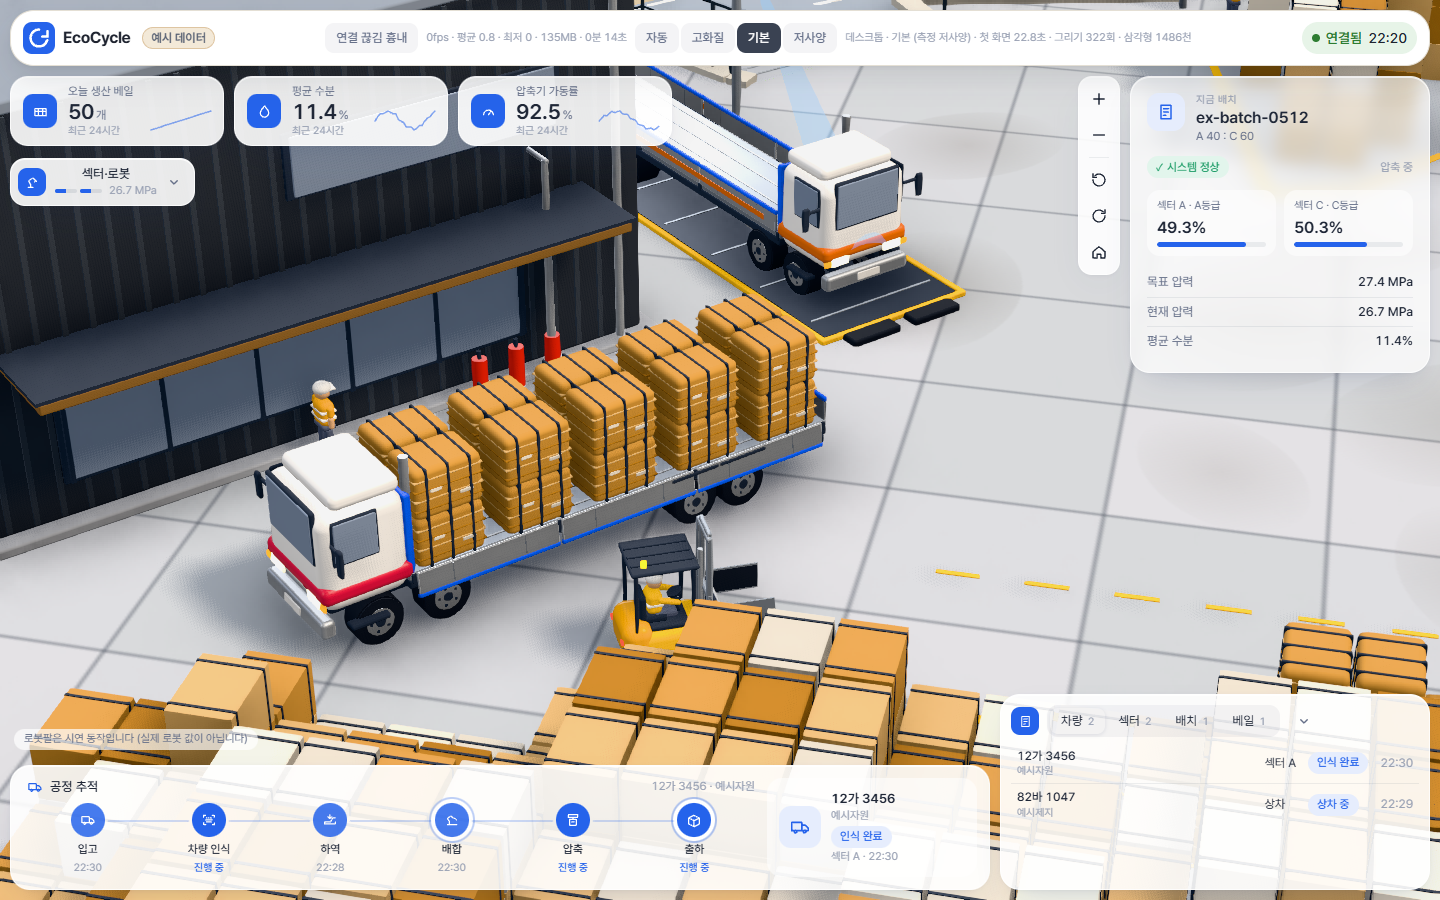 EcoCycle
예시 데이터
연결 끊김 흉내
0fps · 평균 0.8 · 최저 0 · 135MB · 0분 14초
자동
고화질
기본
저사양
데스크톱 · 기본 (측정 저사양) · 첫 화면 22.8초 · 그리기 322회 · 삼각형 1486천
연결됨 22:20
오늘 생산 베일
50개
최근 24시간
평균 수분
11.4%
최근 24시간
압축기 가동률
92.5%
최근 24시간
섹터·로봇
26.7 MPa
지금 배치
ex-batch-0512
A 40 : C 60
✓ 시스템 정상
압축 중
섹터 A · A등급
49.3%
섹터 C · C등급
50.3%
목표 압력 27.4 MPa
현재 압력 26.7 MPa
평균 수분 11.4%
로봇팔은 시연 동작입니다 (실제 로봇 값이 아닙니다)
공정 추적
12가 3456 · 예시자원
입고
22:30
차량 인식
진행 중
하역
22:28
배합
22:30
압축
진행 중
출하
진행 중
12가 3456
예시자원
인식 완료
섹터 A · 22:30
차량 2
섹터 2
배치 1
베일 1
12가 3456
예시자원
섹터 A
인식 완료
22:30
82바 1047
예시제지
상차
상차 중
22:29